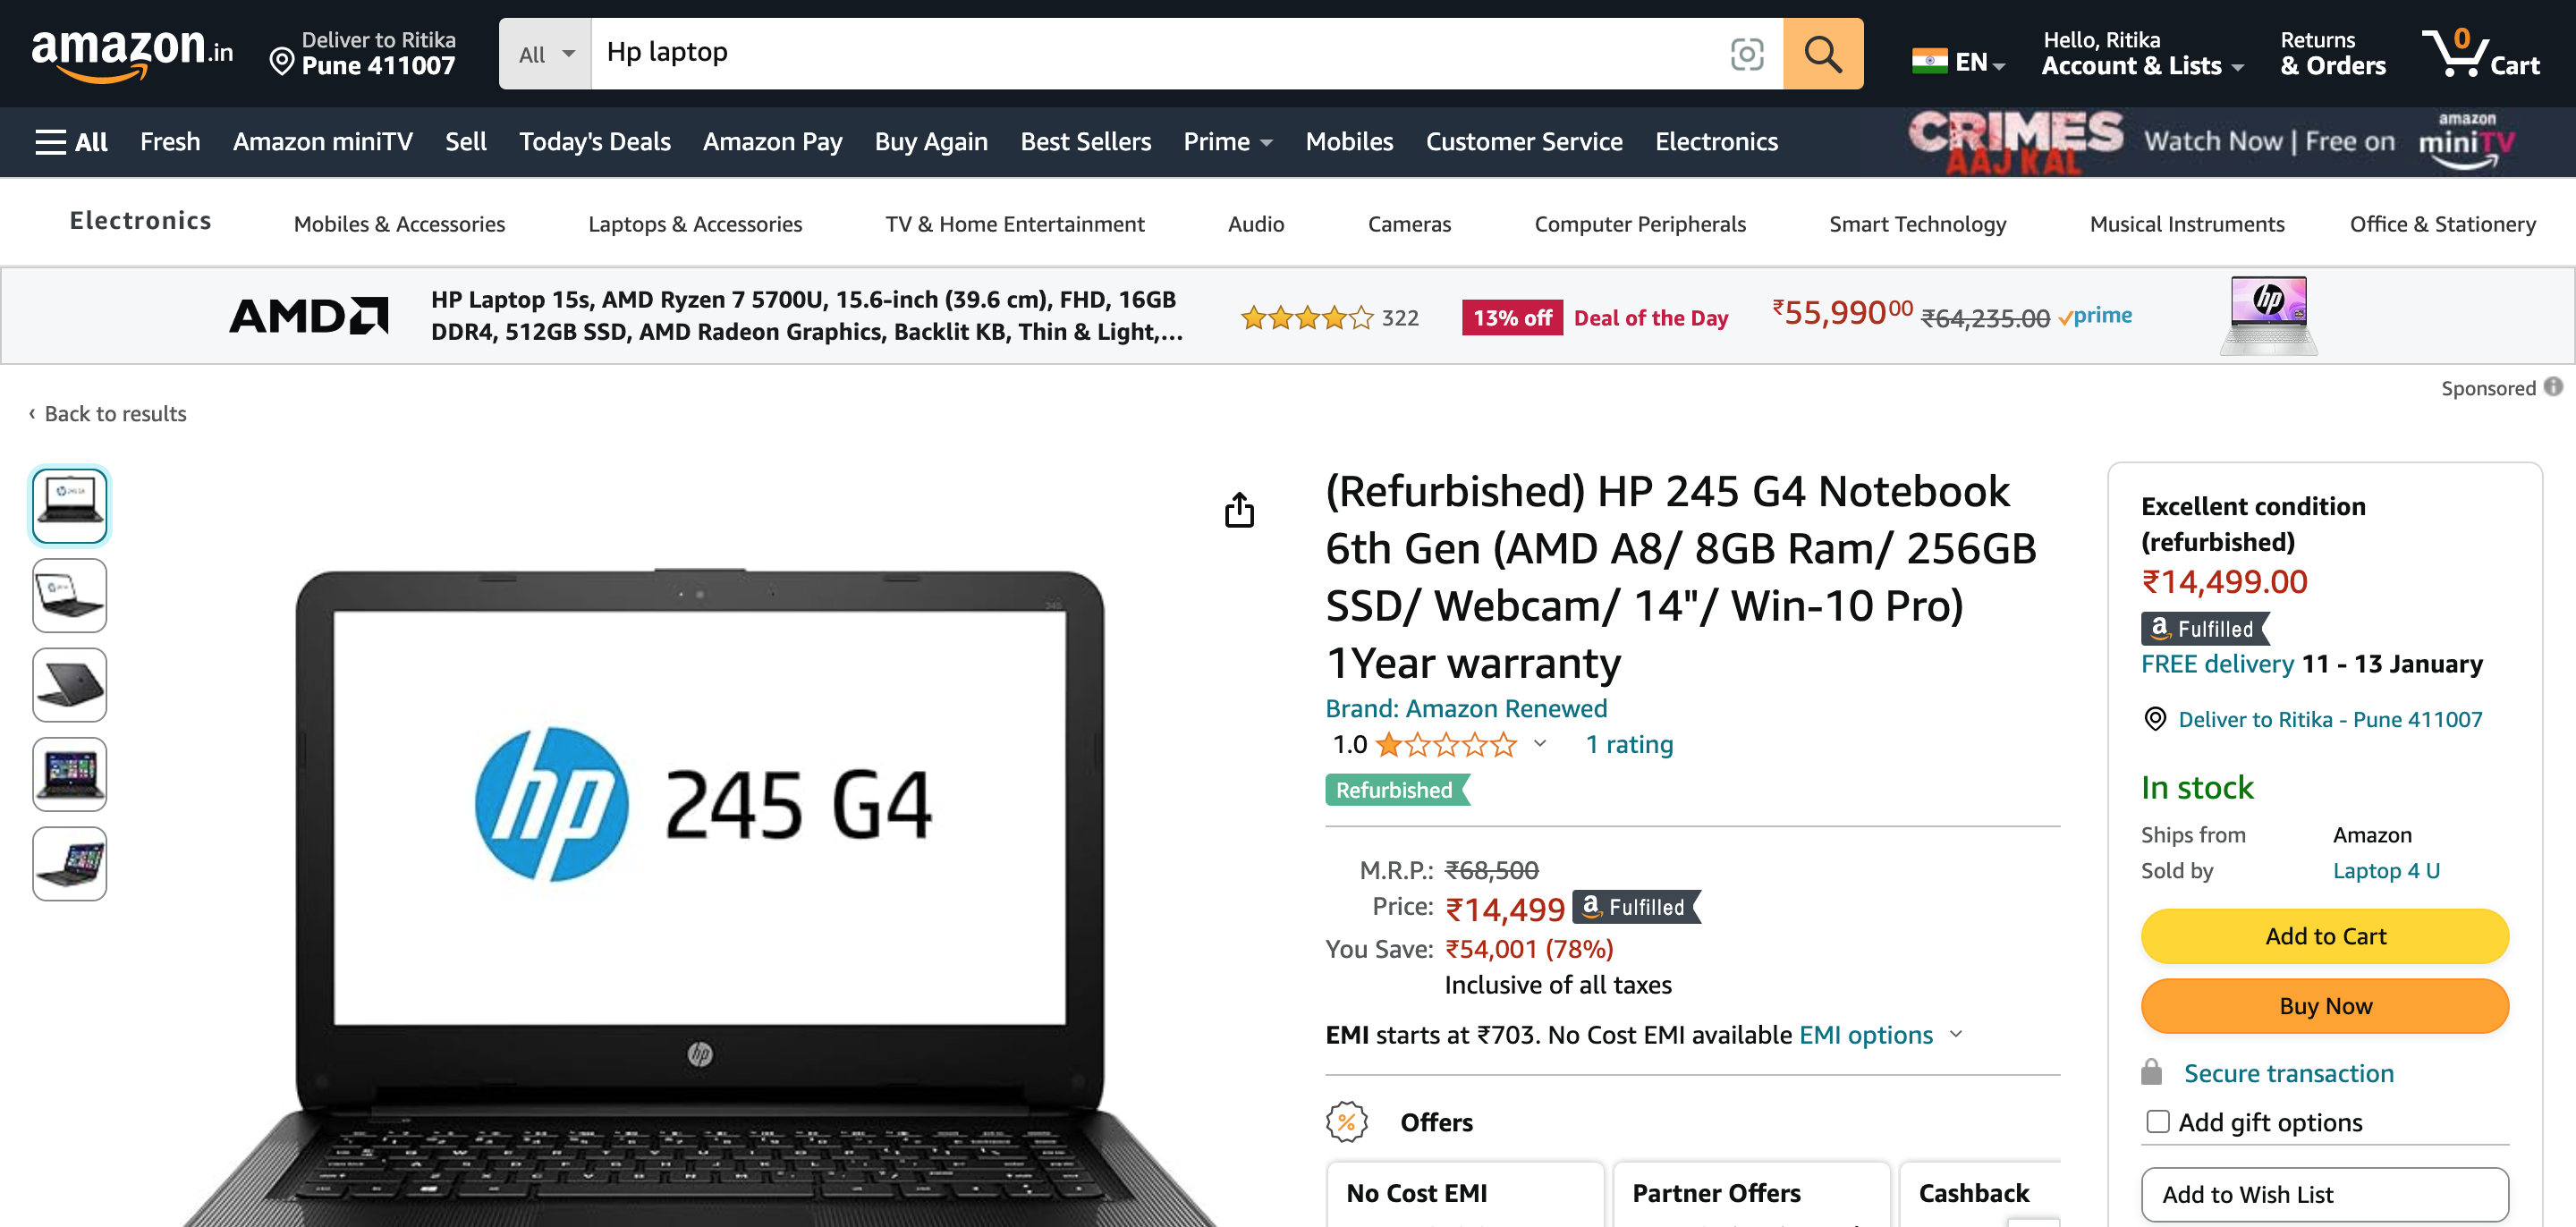 amazon.in
Deliver to Ritika
Pune 411007
All
Hp laptop
EN
Hello, Ritika
Account & Lists
Returns
& Orders
0
Cart
All
Fresh
Amazon miniTV
Sell
Today's Deals
Amazon Pay
Buy Again
Best Sellers
Prime
Mobiles
Customer Service
Electronics
CRIMES
AAJ KAL
Watch Now | Free on
amazon
miniTV
Electronics
Mobiles & Accessories
Laptops & Accessories
TV & Home Entertainment
Audio
Cameras
Computer Peripherals
Smart Technology
Musical Instruments
Office & Stationery
AMD
HP Laptop 15s, AMD Ryzen 7 5700U, 15.6-inch (39.6 cm), FHD, 16GB
DDR4, 512GB SSD, AMD Radeon Graphics, Backlit KB, Thin & Light,...
322
13% off
Deal of the Day
₹55,99000
₹64,235.00
prime
hp
Sponsored
‹ Back to results
hp 245 G4
hp
(Refurbished) HP 245 G4 Notebook
6th Gen (AMD A8/ 8GB Ram/ 256GB
SSD/ Webcam/ 14"/ Win-10 Pro)
1Year warranty
Brand: Amazon Renewed
1.0
1 rating
Refurbished
M.R.P.: ₹68,500
Price: ₹14,499 a Fulfilled
You Save: ₹54,001 (78%)
Inclusive of all taxes
EMI starts at ₹703. No Cost EMI available EMI options
% Offers
No Cost EMI
Partner Offers
Cashback
Excellent condition
(refurbished)
₹14,499.00
a Fulfilled
FREE delivery 11 - 13 January
Deliver to Ritika - Pune 411007
In stock
Ships from Amazon
Sold by Laptop 4 U
Add to Cart
Buy Now
Secure transaction
Add gift options
Add to Wish List